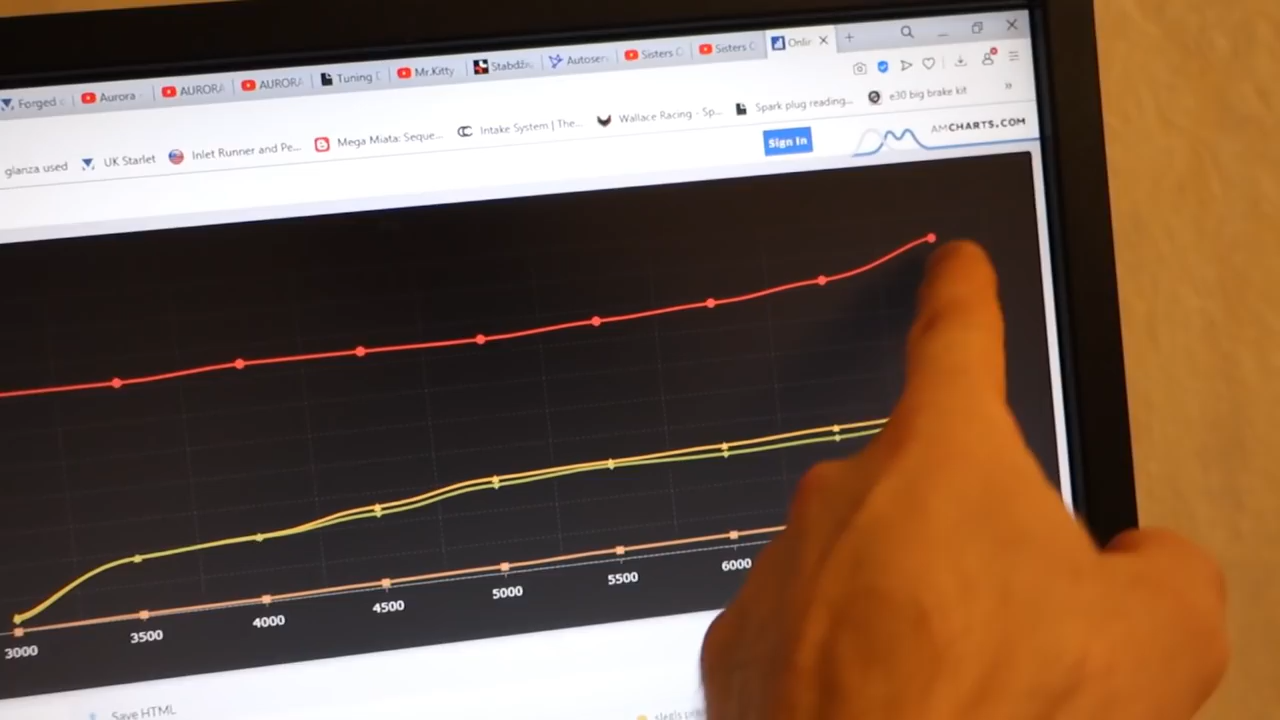 Forged
Aurora
AURORA
AURORA
Tuning
Mr.Kitty
Autoser
Sisters
Sisters
Onlin
glanza used
UK Starlet
Inlet Runner and Pe...
Mega Miata: Seque...
Intake System | The...
Wallace Racing - Sp...
Spark plug reading...
e30 big brake kit
»
Sign In
AMCHARTS.COM
3000
3500
4000
4500
5000
5500
6000
Save HTML